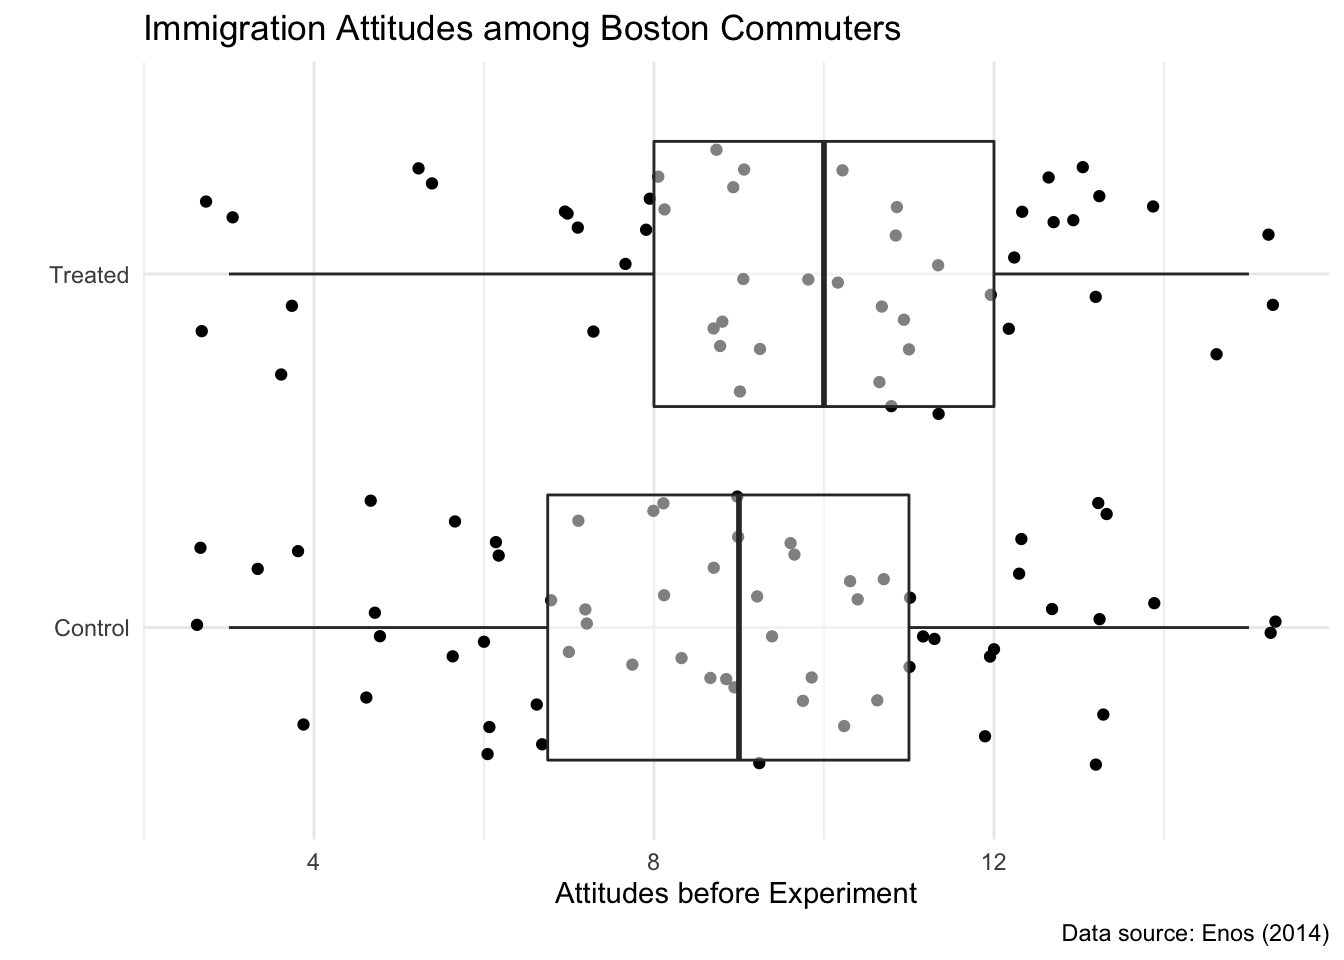 Immigration Attitudes among Boston Commuters
Treated
Control
4
8
12
Attitudes before Experiment
Data source: Enos (2014)